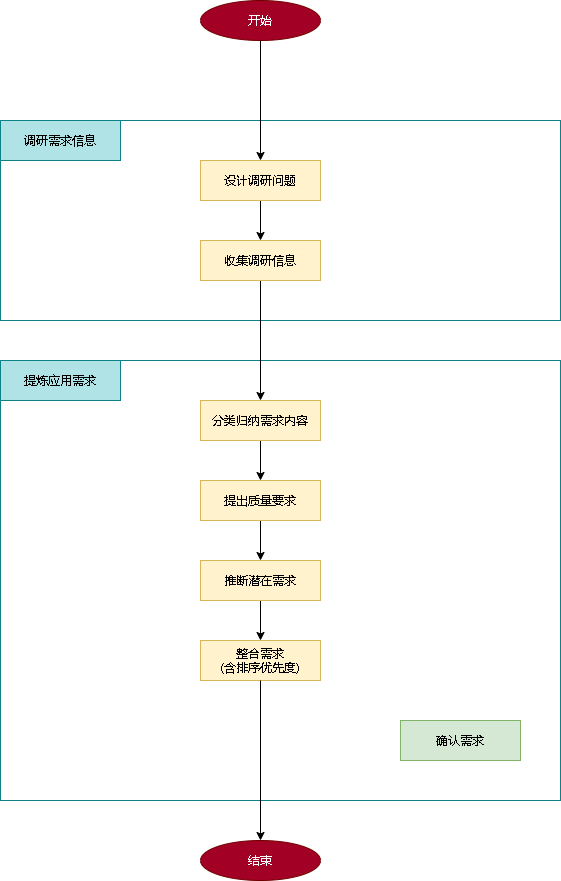 开始
调研需求信息
设计调研问题
收集调研信息
提炼应用需求
分类归纳需求内容
提出质量要求
推断潜在需求
整合需求
(含排序优先度)
确认需求
结束